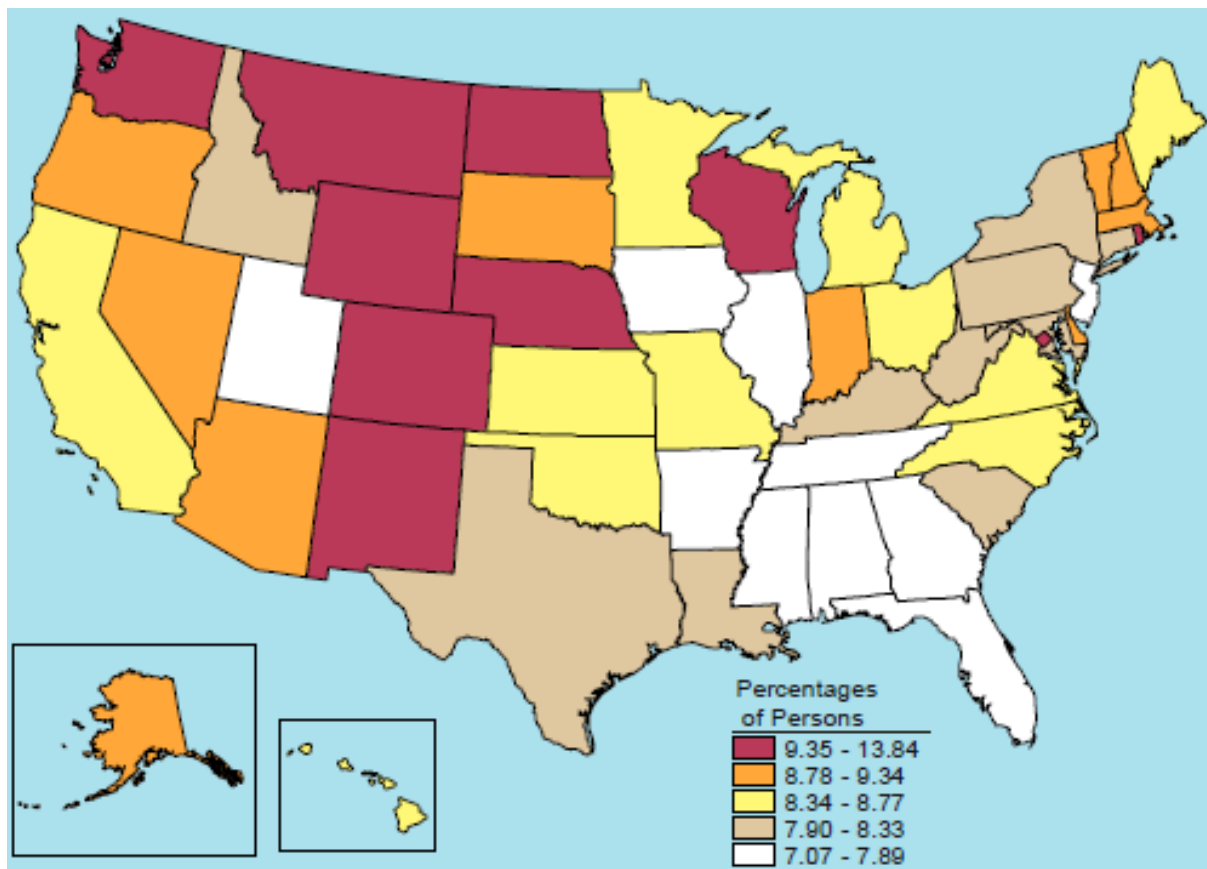 Percentages
of Persons
9.35 - 13.84
8.78 - 9.34
8.34 - 8.77
7.90 - 8.33
7.07 - 7.89